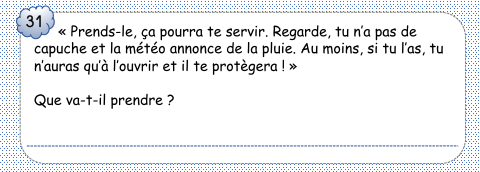 31
« Prends-le, ça pourra te servir. Regarde, tu n'a pas de
capuche et la météo annonce de la pluie. Au moins, si tu l'as, tu
n'auras qu'à l'ouvrir et il te protègera ! »
Que va-t-il prendre ?